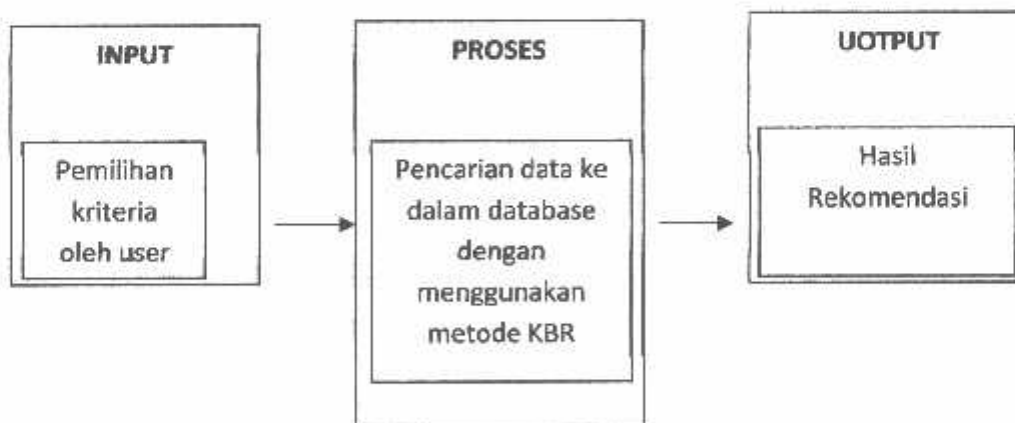 INPUT
Pemilihan
kriteria
oleh user
PROSES
Pencarian data ke
dalam database
dengan
menggunakan
metode KBR
UOTPUT
Hasil
Rekomendasi